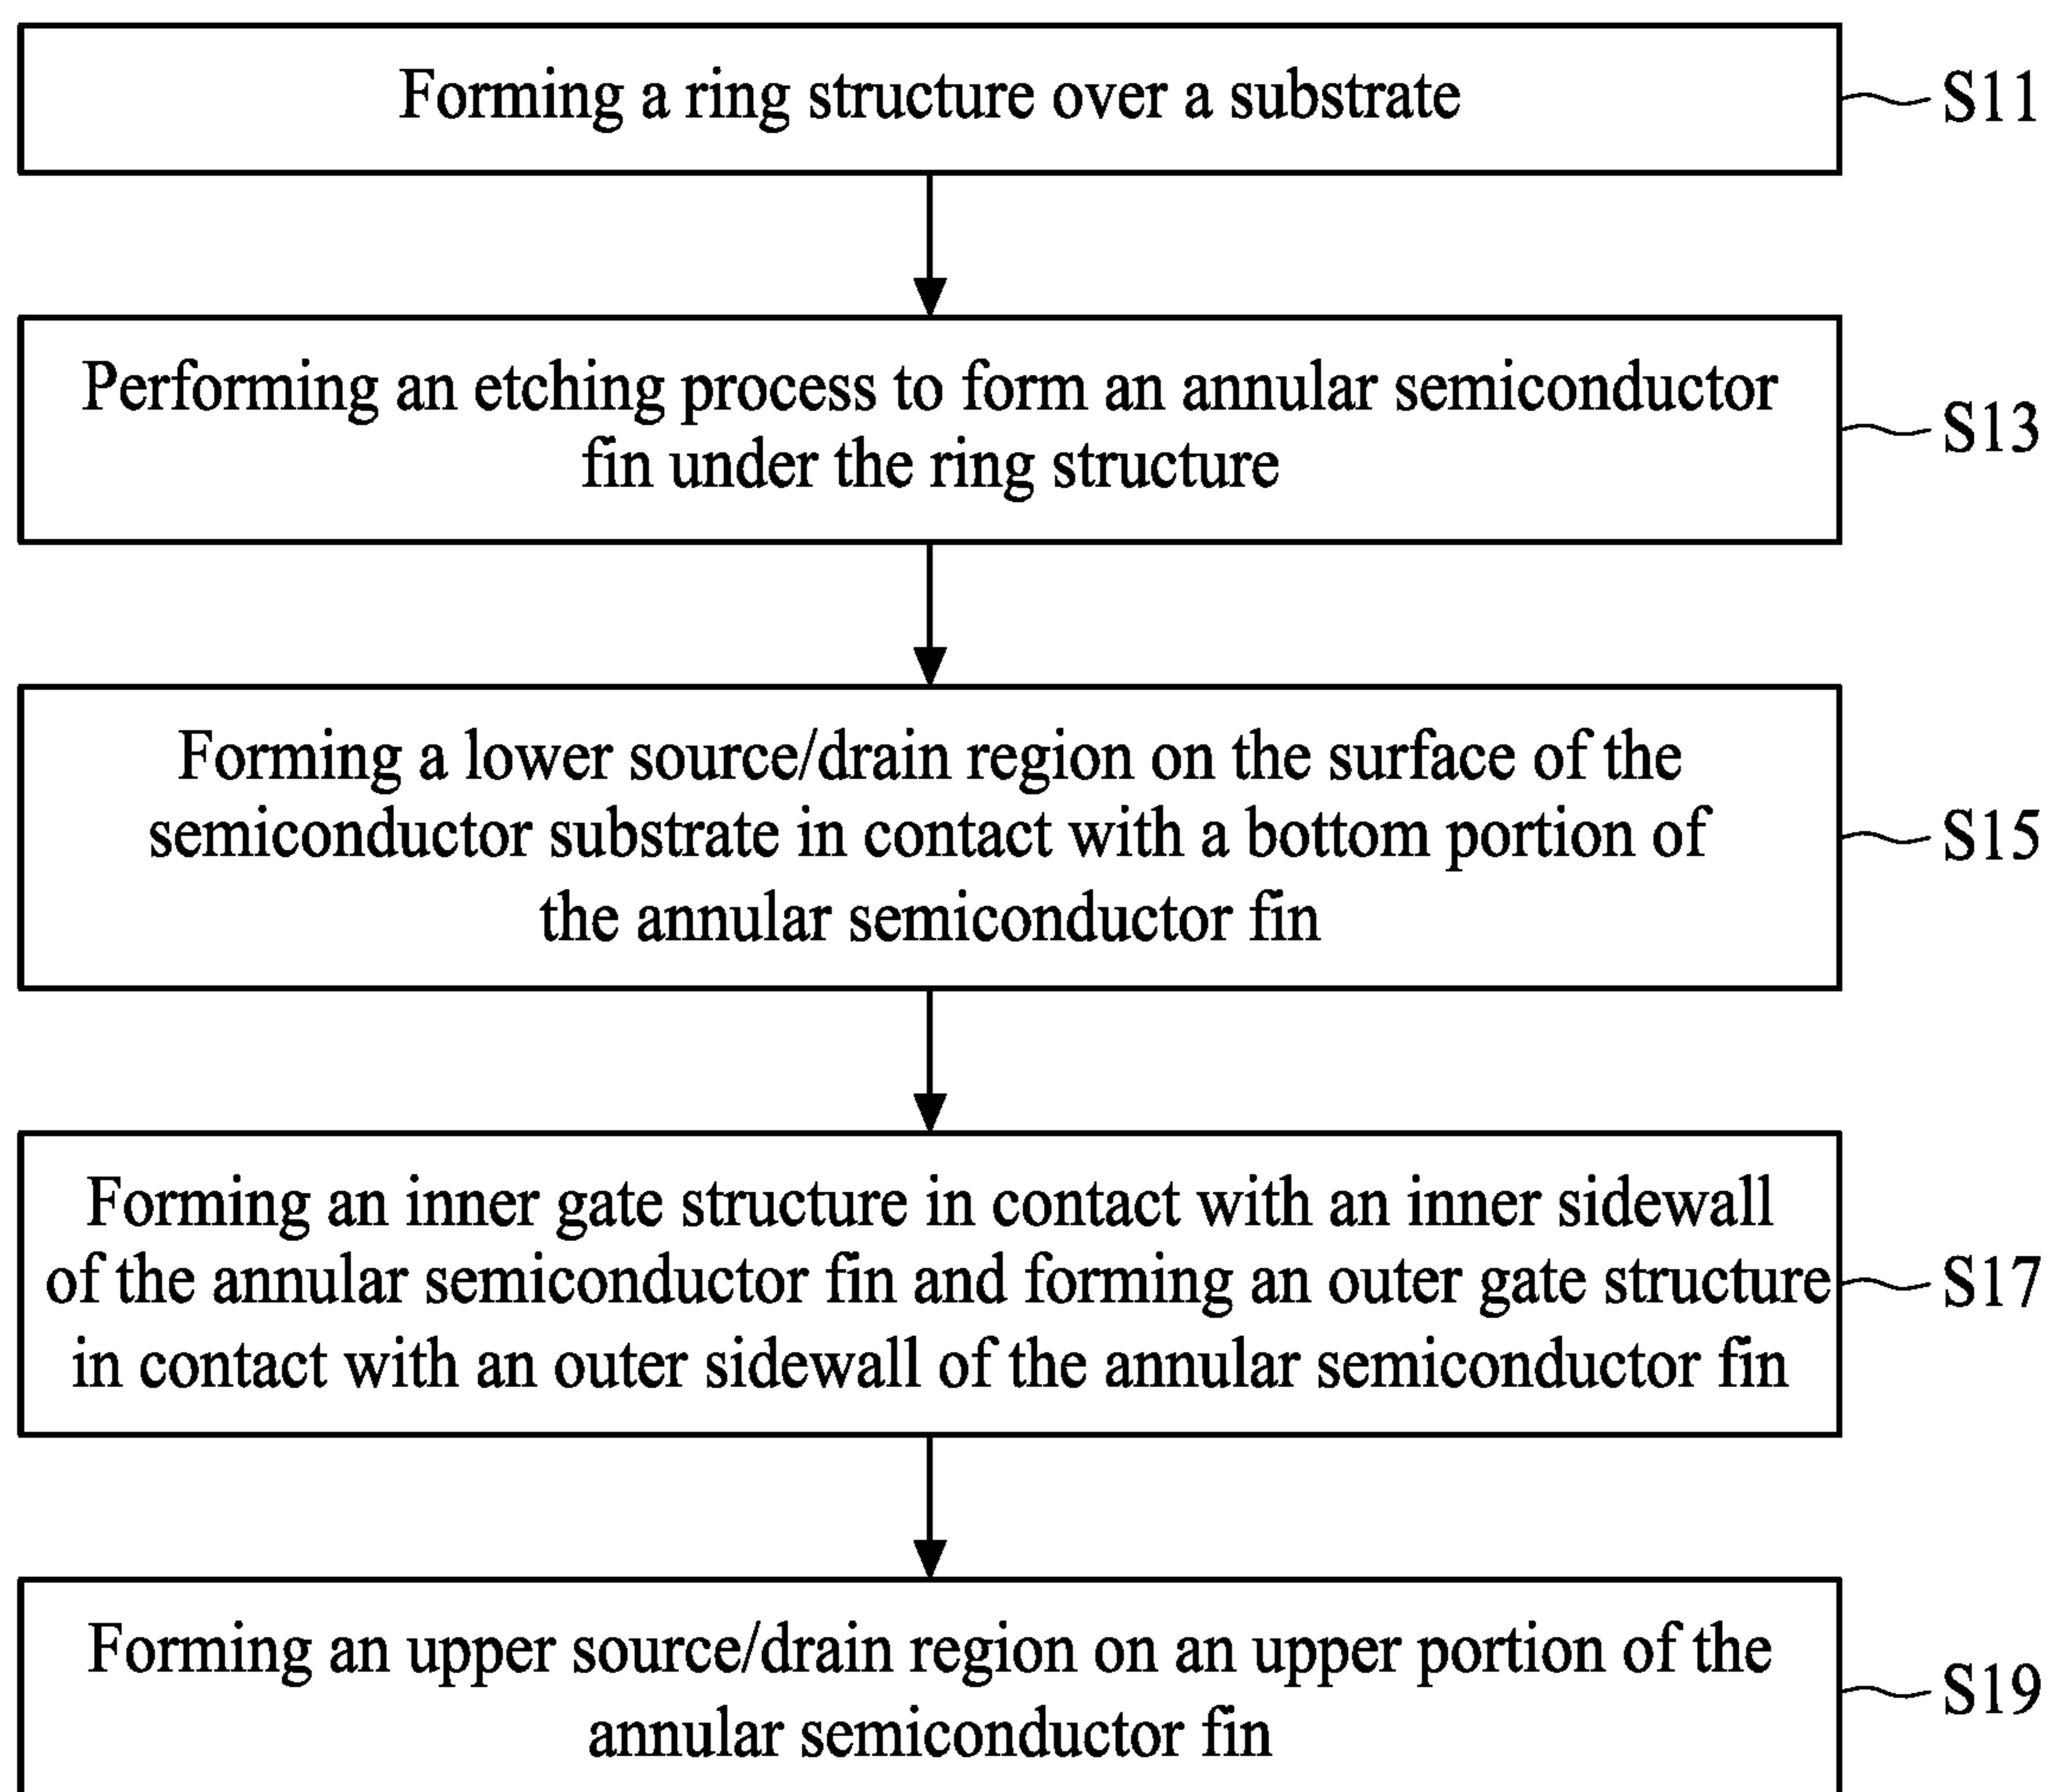 Forming a ring structure over a substrate
S11
Performing an etching process to form an annular semiconductor
fin under the ring structure
S13
Forming a lower source/drain region on the surface of the
semiconductor substrate in contact with a bottom portion of
the annular semiconductor fin
S15
Forming an inner gate structure in contact with an inner sidewall
of the annular semiconductor fin and forming an outer gate structure
in contact with an outer sidewall of the annular semiconductor fin
S17
Forming an upper source/drain region on an upper portion of the
annular semiconductor fin
S19